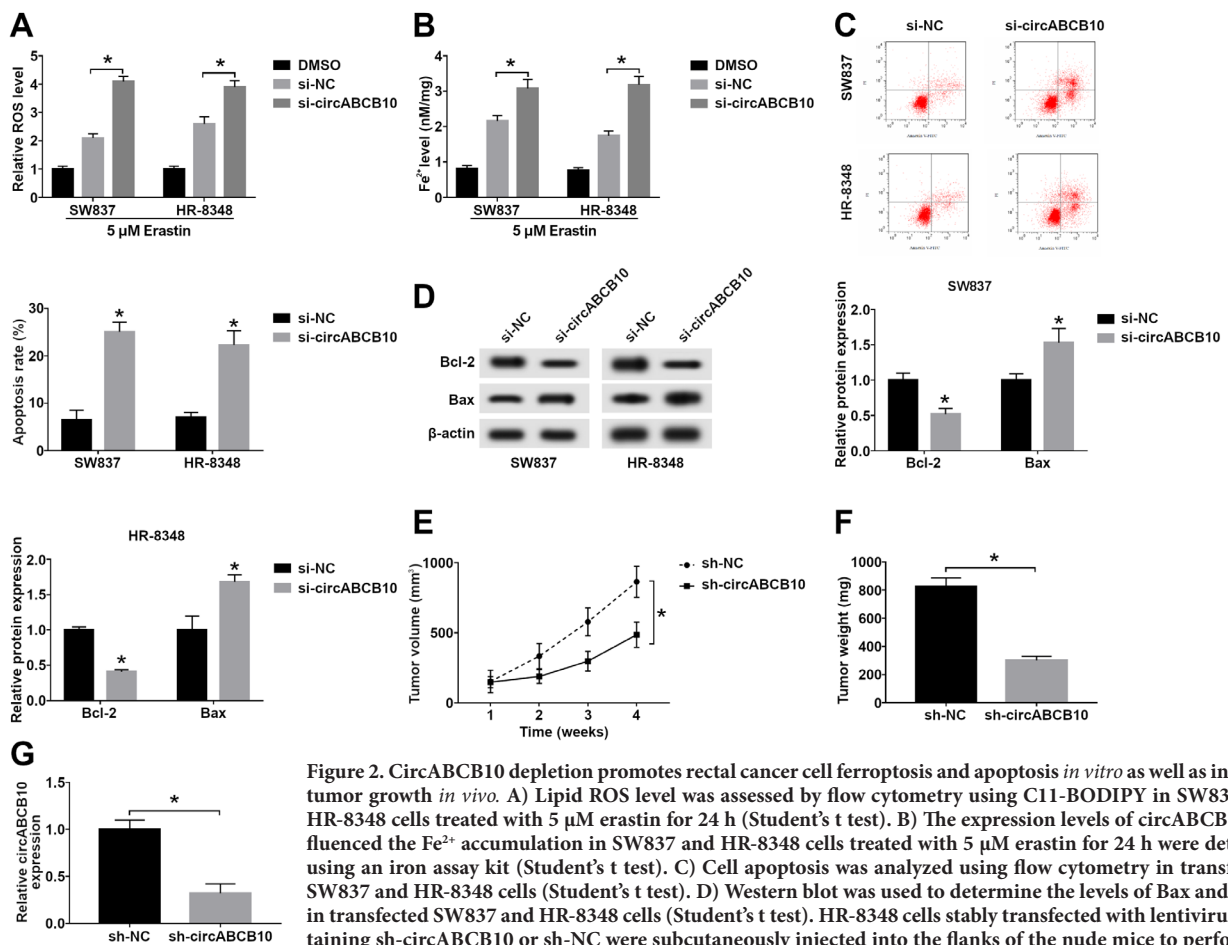 A
Relative ROS level
5
4
3
2
1
0
*
*
DMSO
si-NC
si-circABCB10
SW837
HR-8348
5 µM Erastin
B
Fe²⁺ level (nM/mg)
4
3
2
1
0
*
*
DMSO
si-NC
si-circABCB10
SW837
HR-8348
5 µM Erastin
C
si-NC
si-circABCB10
SW837
HR-8348
Annexin V-FITC
Annexin V-FITC
Annexin V-FITC
Annexin V-FITC
Apoptosis rate (%)
30
20
10
0
*
*
si-NC
si-circABCB10
SW837
HR-8348
D
si-NC
si-circABCB10
si-NC
si-circABCB10
Bcl-2
Bax
β-actin
SW837
HR-8348
SW837
Relative protein expression
2.0
1.5
1.0
0.5
0.0
*
*
si-NC
si-circABCB10
Bcl-2
Bax
HR-8348
Relative protein expression
2.0
1.5
1.0
0.5
0.0
*
*
si-NC
si-circABCB10
Bcl-2
Bax
E
Tumor volume (mm³)
1000
500
0
*
sh-NC
sh-circABCB10
1
2
3
4
Time (weeks)
F
Tumor weight (mg)
1000
800
600
400
200
0
*
sh-NC
sh-circABCB10
G
Relative circABCB10
expression
1.5
1.0
0.5
0.0
*
sh-NC
sh-circABCB10
Figure 2. CircABCB10 depletion promotes rectal cancer cell ferroptosis and apoptosis in vitro as well as in
tumor growth in vivo. A) Lipid ROS level was assessed by flow cytometry using C11-BODIPY in SW83
HR-8348 cells treated with 5 µM erastin for 24 h (Student's t test). B) The expression levels of circABCB
fluenced the Fe²⁺ accumulation in SW837 and HR-8348 cells treated with 5 µM erastin for 24 h were det
using an iron assay kit (Student's t test). C) Cell apoptosis was analyzed using flow cytometry in trans
SW837 and HR-8348 cells (Student's t test). D) Western blot was used to determine the levels of Bax and
in transfected SW837 and HR-8348 cells (Student's t test). HR-8348 cells stably transfected with lentiviru
taining sh-circABCB10 or sh-NC were subcutaneously injected into the flanks of the nude mice to perfo